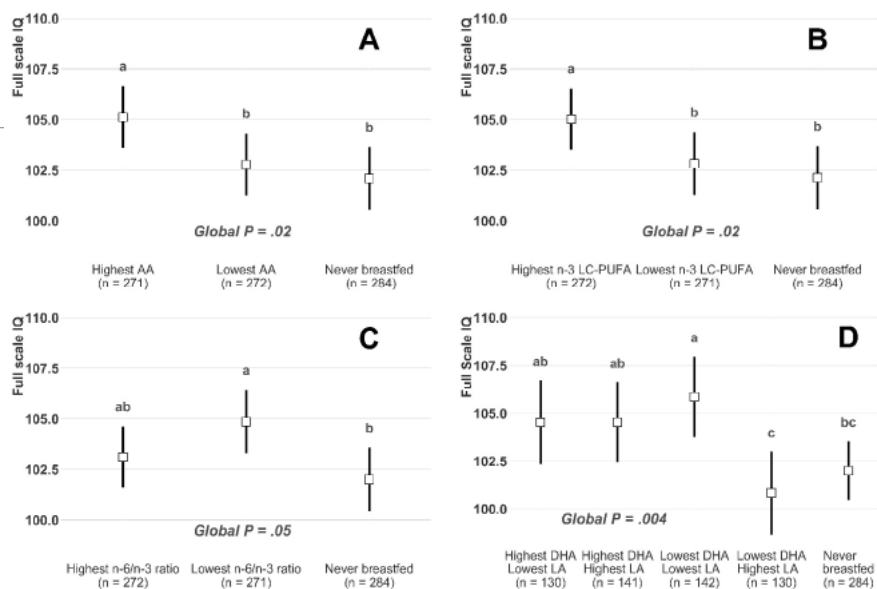 110.0
107.5
105.0
102.5
100.0
Full scale IQ
A
a
b
b
Global P = .02
Highest AA
(n = 271)
Lowest AA
(n = 272)
Never breastfed
(n = 284)
110.0
107.5
105.0
102.5
100.0
Full scale IQ
B
a
b
b
Global P = .02
Highest n-3 LC-PUFA
(n = 272)
Lowest n-3 LC-PUFA
(n = 271)
Never breastfed
(n = 284)
110.0
107.5
105.0
102.5
100.0
Full scale IQ
C
ab
a
b
Global P = .05
Highest n-6/n-3 ratio
(n = 272)
Lowest n-6/n-3 ratio
(n = 271)
Never breastfed
(n = 284)
110.0
107.5
105.0
102.5
100.0
Full Scale IQ
D
ab
ab
a
c
bc
Global P = .004
Highest DHA
Lowest LA
(n = 130)
Highest DHA
Highest LA
(n = 141)
Lowest DHA
Lowest LA
(n = 142)
Lowest DHA
Highest LA
(n = 130)
Never
breastfed
(n = 284)